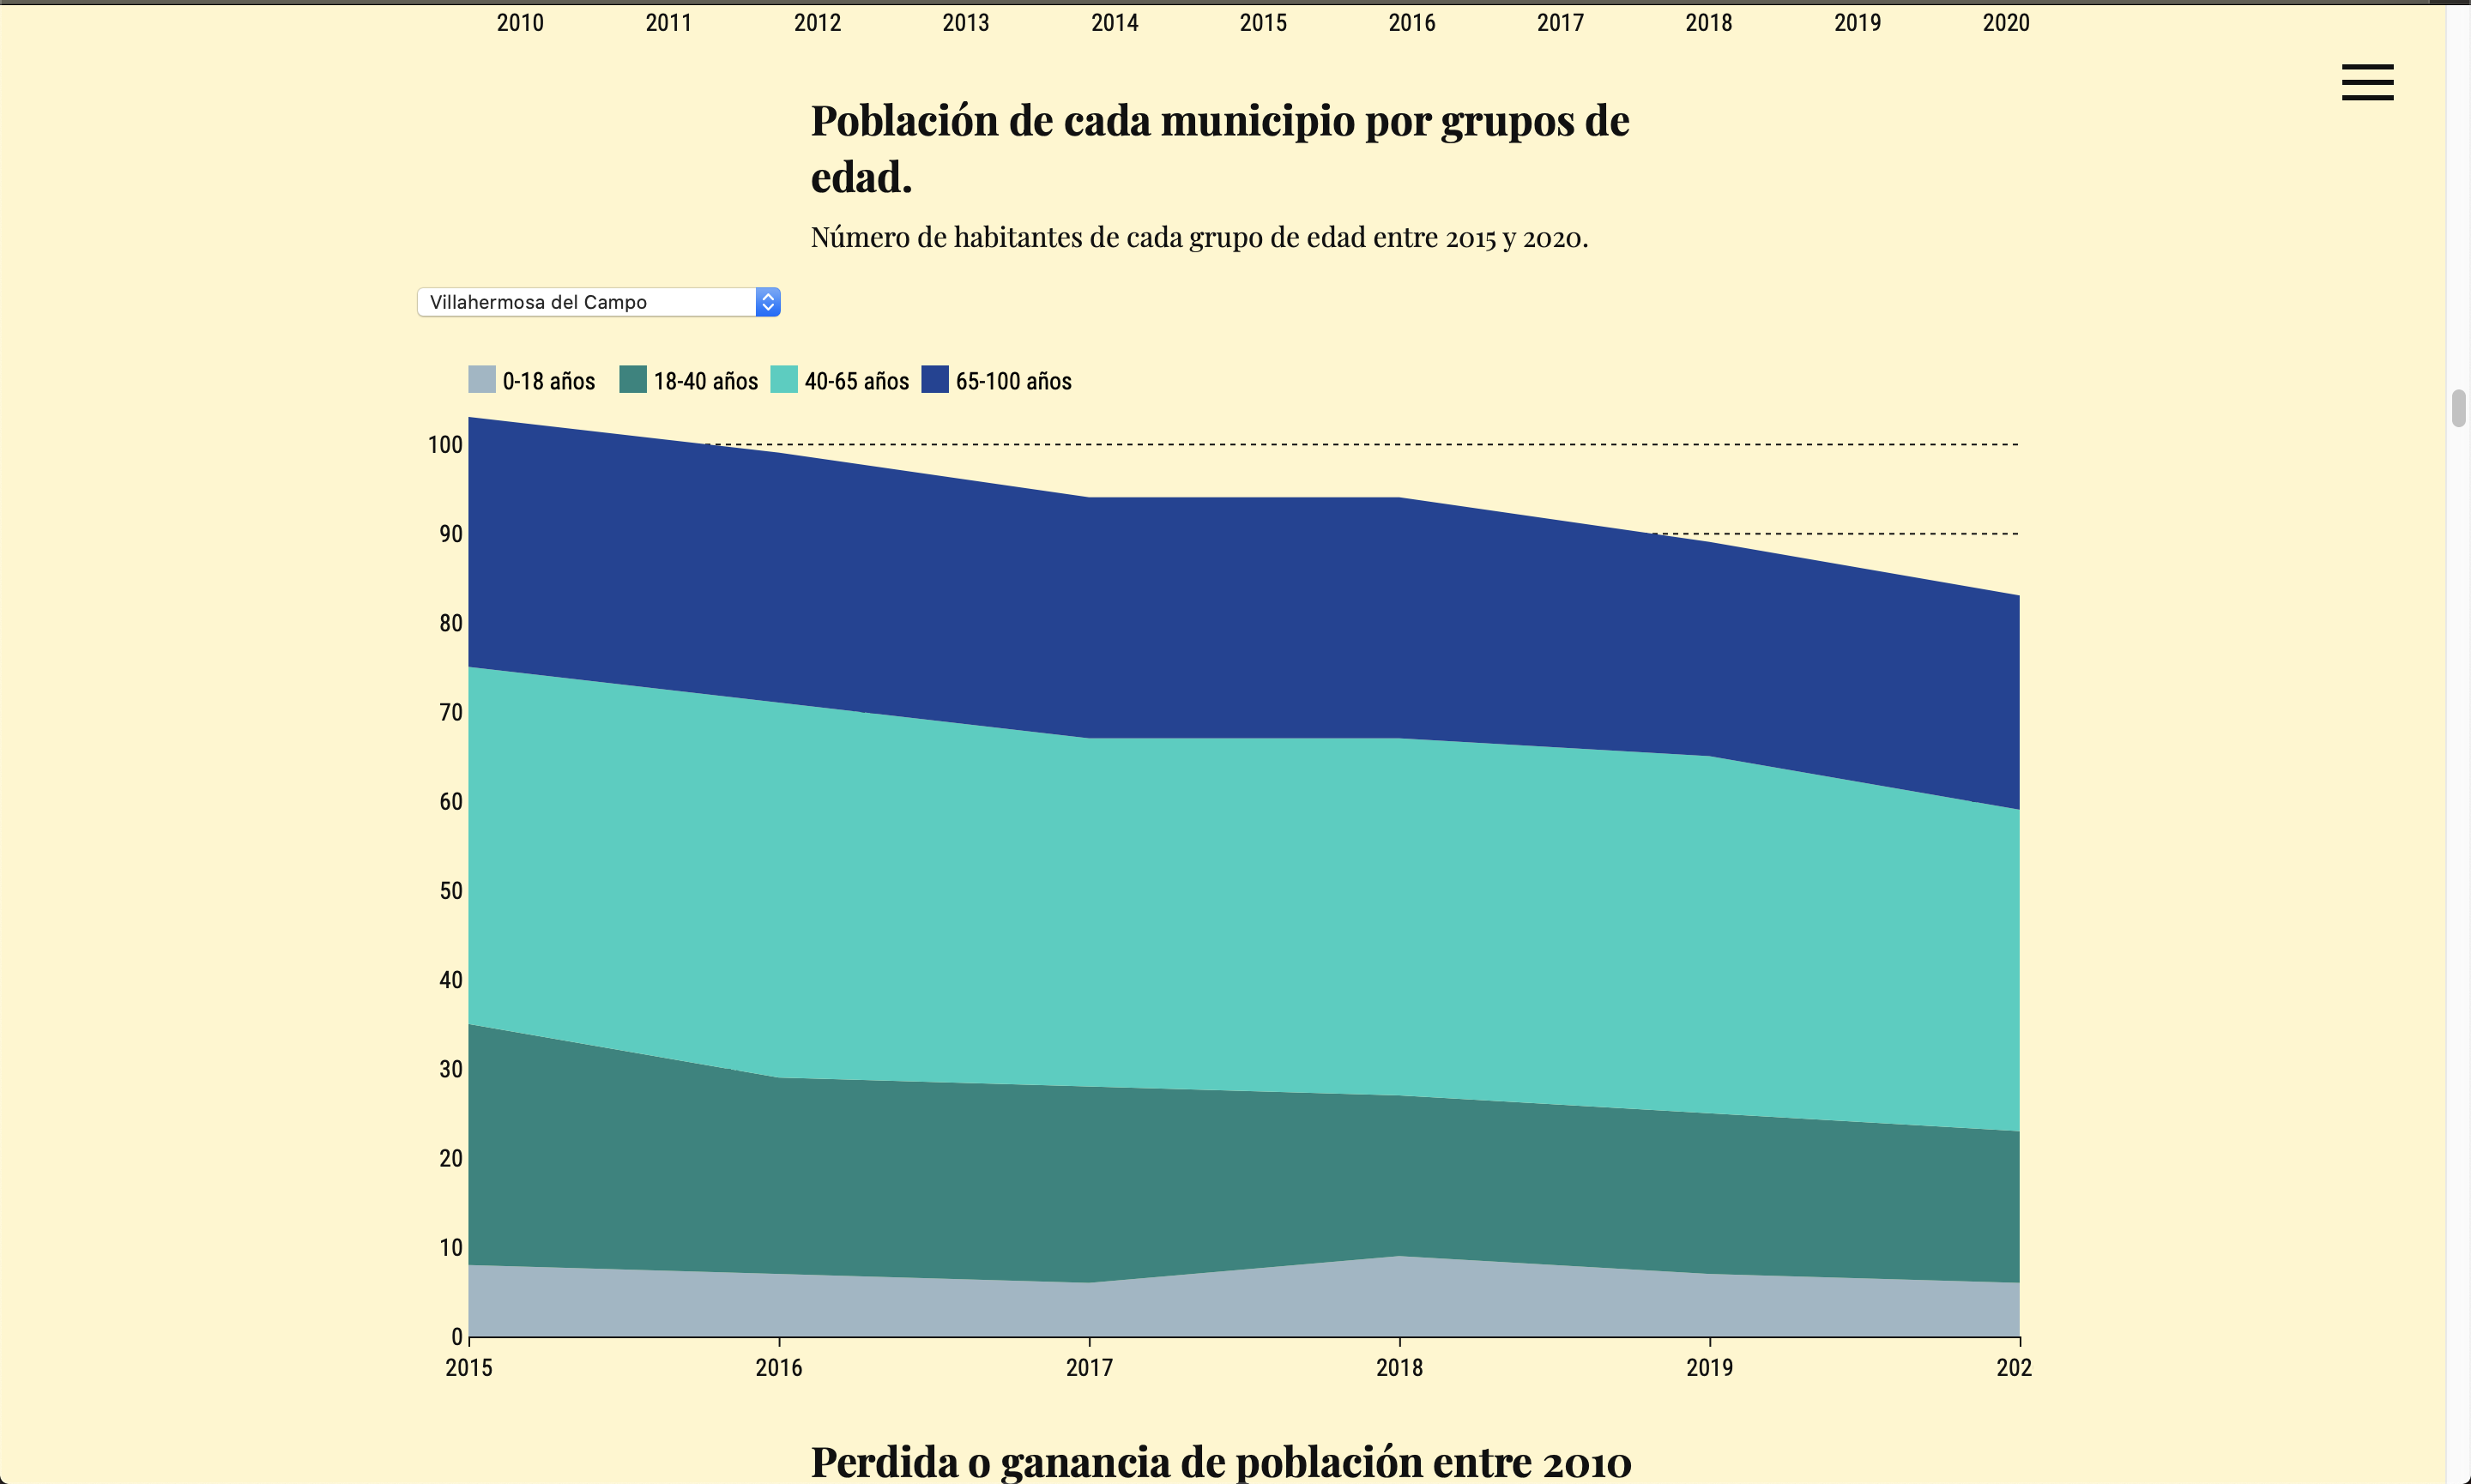 2010 2011 2012 2013 2014 2015 2016 2017 2018 2019 2020
Población de cada municipio por grupos de
edad.
Número de habitantes de cada grupo de edad entre 2015 y 2020.
Villahermosa del Campo
0-18 años 18-40 años 40-65 años 65-100 años
100
90
80
70
60
50
40
30
20
10
0
2015 2016 2017 2018 2019 202
Perdida o ganancia de población entre 2010